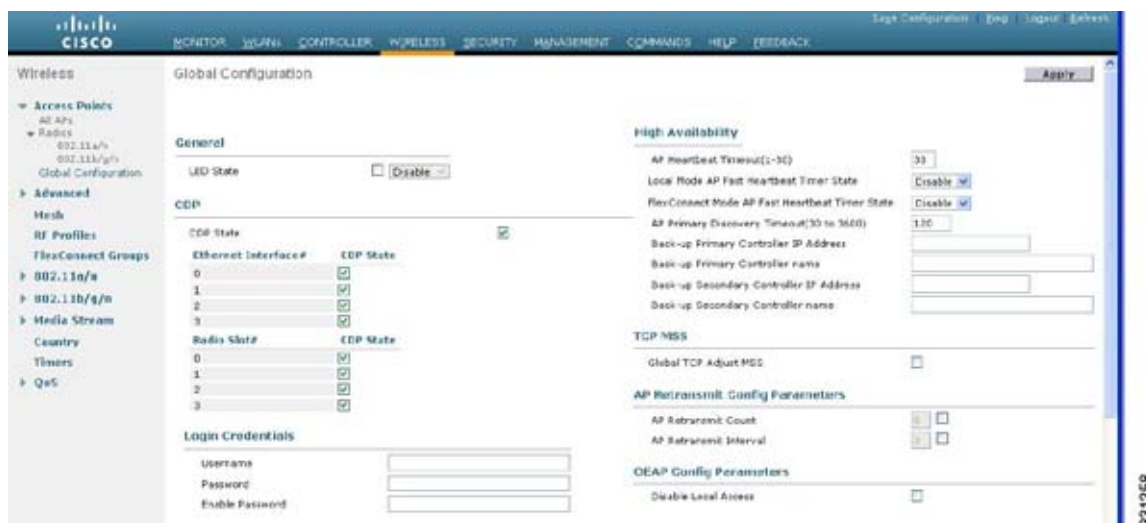 Save Configuration Ping Logout Refresh
CISCO
MONITOR WLANs CONTROLLER WIRELESS SECURITY MANAGEMENT COMMANDS HELP FEEDBACK
Wireless
Access Points
All APs
Radios
802.11a/n
802.11b/g/n
Global Configuration
Advanced
Mesh
RF Profiles
FlexConnect Groups
802.11a/n
802.11b/g/n
Media Stream
Country
Timers
QoS
Global Configuration
Apply
General
LED State
Disable
CDP
CDP State
Ethernet Interface# CDP State
0
1
2
3
Radio Slot# CDP State
0
1
2
3
Login Credentials
Username
Password
Enable Password
High Availability
AP Heartbeat Timeout(1-30)
30
Local Mode AP Fast Heartbeat Timer State
Disable
FlexConnect Mode AP Fast Heartbeat Timer State
Disable
AP Primary Discovery Timeout(30 to 3600)
120
Back-up Primary Controller IP Address
Back-up Primary Controller name
Back-up Secondary Controller IP Address
Back-up Secondary Controller name
TCP MSS
Global TCP Adjust MSS
AP Retransmit Config Parameters
AP Retransmit Count
AP Retransmit Interval
OEAP Config Parameters
Disable Local Access